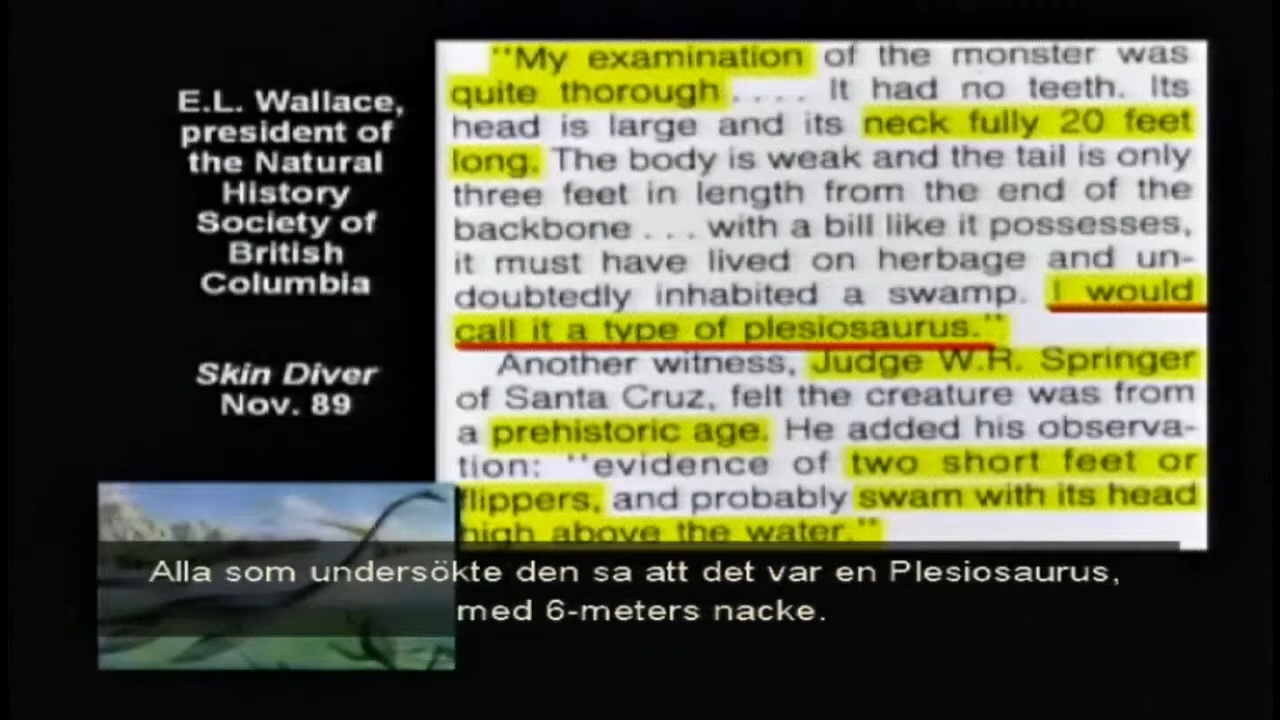 E.L. Wallace,
president of
the Natural
History
Society of
British
Columbia
Skin Diver
Nov. 89
"My examination of the monster was
quite thorough . . . . It had no teeth. Its
head is large and its neck fully 20 feet
long. The body is weak and the tail is only
three feet in length from the end of the
backbone . . . with a bill like it possesses,
it must have lived on herbage and un-
doubtedly inhabited a swamp. I would
call it a type of plesiosaurus."
Another witness, Judge W.R. Springer
of Santa Cruz, felt the creature was from
a prehistoric age. He added his observa-
tion: "evidence of two short feet or
flippers, and probably swam with its head
high above the water."
Alla som undersökte den sa att det var en Plesiosaurus,
med 6-meters nacke.